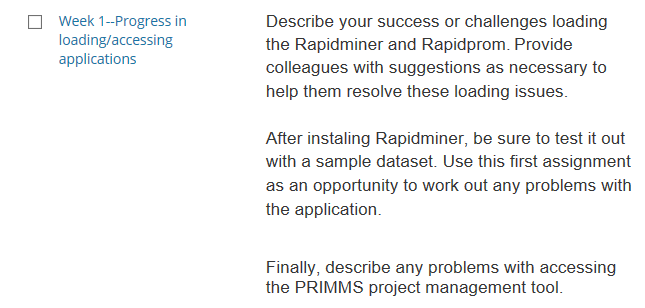 Week 1--Progress in
loading/accessing
applications
Describe your success or challenges loading
the Rapidminer and Rapidprom. Provide
colleagues with suggestions as necessary to
help them resolve these loading issues.
After instaling Rapidminer, be sure to test it out
with a sample dataset. Use this first assignment
as an opportunity to work out any problems with
the application.
Finally, describe any problems with accessing
the PRIMMS project management tool.